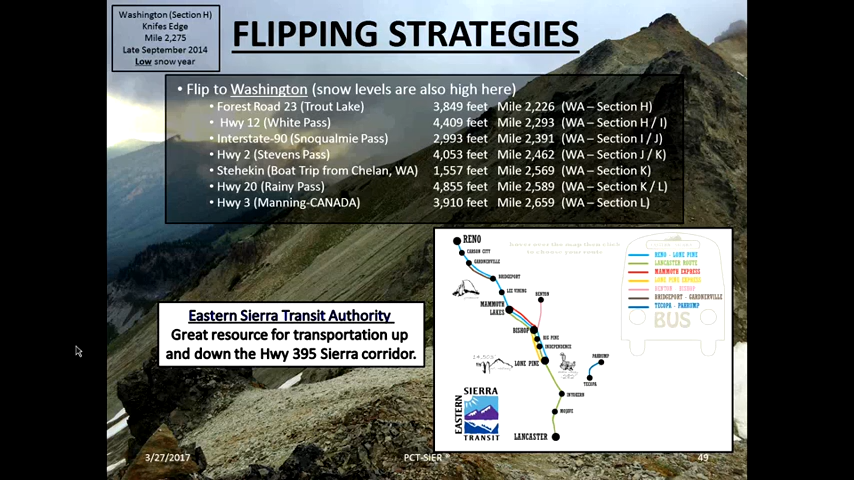 Washington (Section H)
Knifes Edge
Mile 2,275
Late September 2014
Low snow year
FLIPPING STRATEGIES
• Flip to Washington (snow levels are also high here)
• Forest Road 23 (Trout Lake) 3,849 feet Mile 2,226 (WA – Section H)
• Hwy 12 (White Pass) 4,409 feet Mile 2,293 (WA – Section H / I)
• Interstate-90 (Snoqualmie Pass) 2,993 feet Mile 2,391 (WA – Section I / J)
• Hwy 2 (Stevens Pass) 4,053 feet Mile 2,462 (WA – Section J / K)
• Stehekin (Boat Trip from Chelan, WA) 1,557 feet Mile 2,569 (WA – Section K)
• Hwy 20 (Rainy Pass) 4,855 feet Mile 2,589 (WA – Section K / L)
• Hwy 3 (Manning-CANADA) 3,910 feet Mile 2,659 (WA – Section L)
Eastern Sierra Transit Authority
Great resource for transportation up
and down the Hwy 395 Sierra corridor.
RENO
CARSON CITY
GARDNERVILLE
BRIDGEPORT
LEE VINING
MAMMOTH
LAKES
BENTON
BISHOP
BIG PINE
INDEPENDENCE
LONE PINE
PAHRUMP
TECOPA
INYOKERN
MOJAVE
LANCASTER
RENO - LONE PINE
LANCASTER ROUTE
MAMMOTH EXPRESS
LONE PINE EXPRESS
BENTON - BISHOP
BRIDGEPORT - GARDNERVILLE
TECOPA - PAHRUMP
BUS
EASTERN
SIERRA
TRANSIT
3/27/2017
PCT-SIER
49